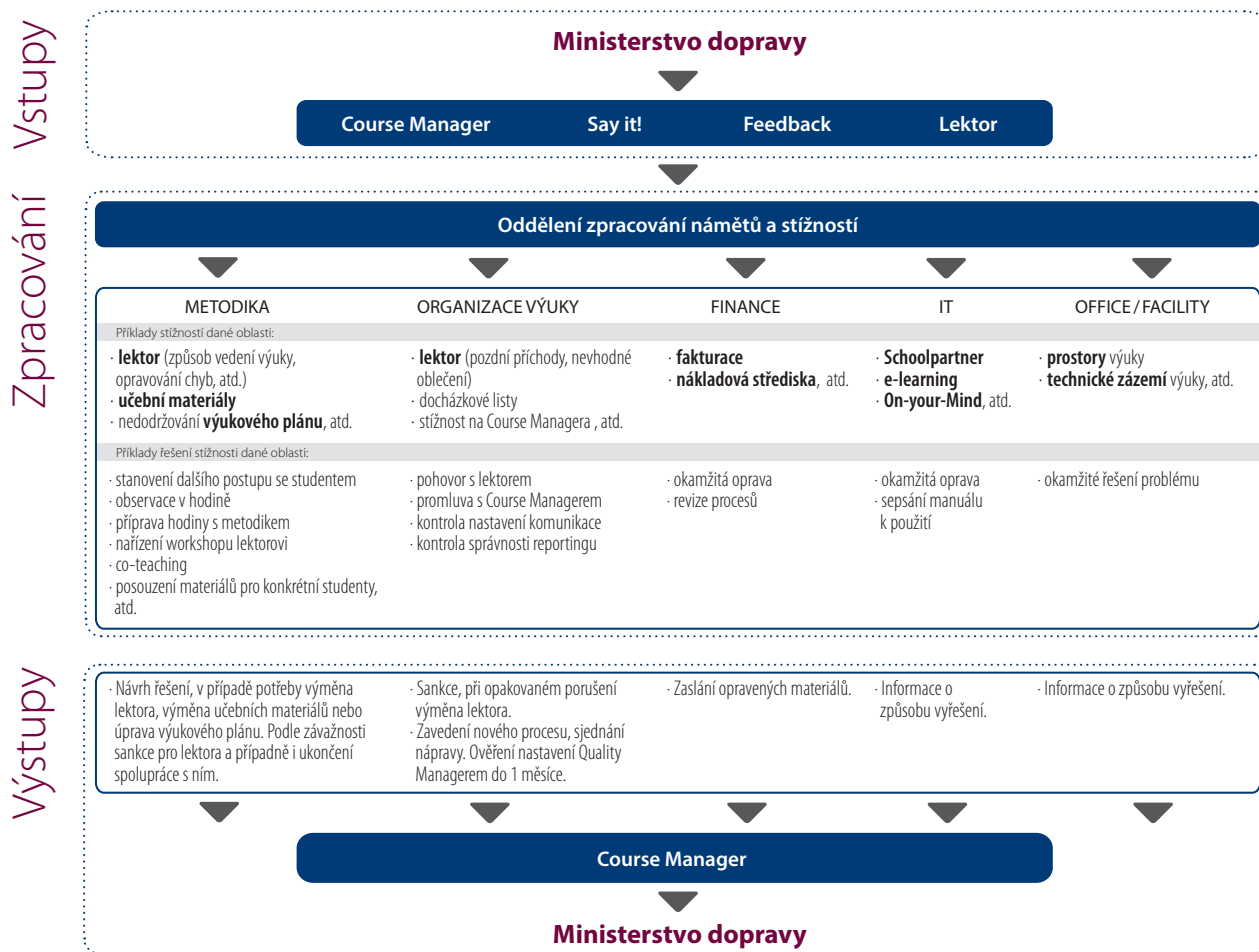 Vstupy
Ministerstvo dopravy
Course Manager Say it! Feedback Lektor
Zpracování
Oddělení zpracování námětů a stížností
METODIKA ORGANIZACE VÝUKY FINANCE IT OFFICE / FACILITY
Příklady stížností dané oblasti:
· lektor (způsob vedení výuky,
opravování chyb, atd.)
· učební materiály
· nedodržování výukového plánu, atd.
· lektor (pozdní příchody, nevhodné
oblečení)
· docházkové listy
· stížnost na Course Managera , atd.
· fakturace
· nákladová střediska, atd.
· Schoolpartner
· e-learning
· On-your-Mind, atd.
· prostory výuky
· technické zázemí výuky, atd.
Příklady řešení stížnosti dané oblasti:
· stanovení dalšího postupu se studentem
· observace v hodině
· příprava hodiny s metodikem
· nařízení workshopu lektorovi
· co-teaching
· posouzení materiálů pro konkrétní studenty,
atd.
· pohovor s lektorem
· promluva s Course Managerem
· kontrola nastavení komunikace
· kontrola správnosti reportingu
· okamžitá oprava
· revize procesů
· okamžitá oprava
· sepsání manuálu
k použití
· okamžité řešení problému
Výstupy
· Návrh řešení, v případě potřeby výměna
lektora, výměna učebních materiálů nebo
úprava výukového plánu. Podle závažnosti
sankce pro lektora a případně i ukončení
spolupráce s ním.
· Sankce, při opakovaném porušení
výměna lektora.
· Zavedení nového procesu, sjednání
nápravy. Ověření nastavení Quality
Managerem do 1 měsíce.
· Zaslání opravených materiálů.
· Informace o
způsobu vyřešení.
· Informace o způsobu vyřešení.
Course Manager
Ministerstvo dopravy